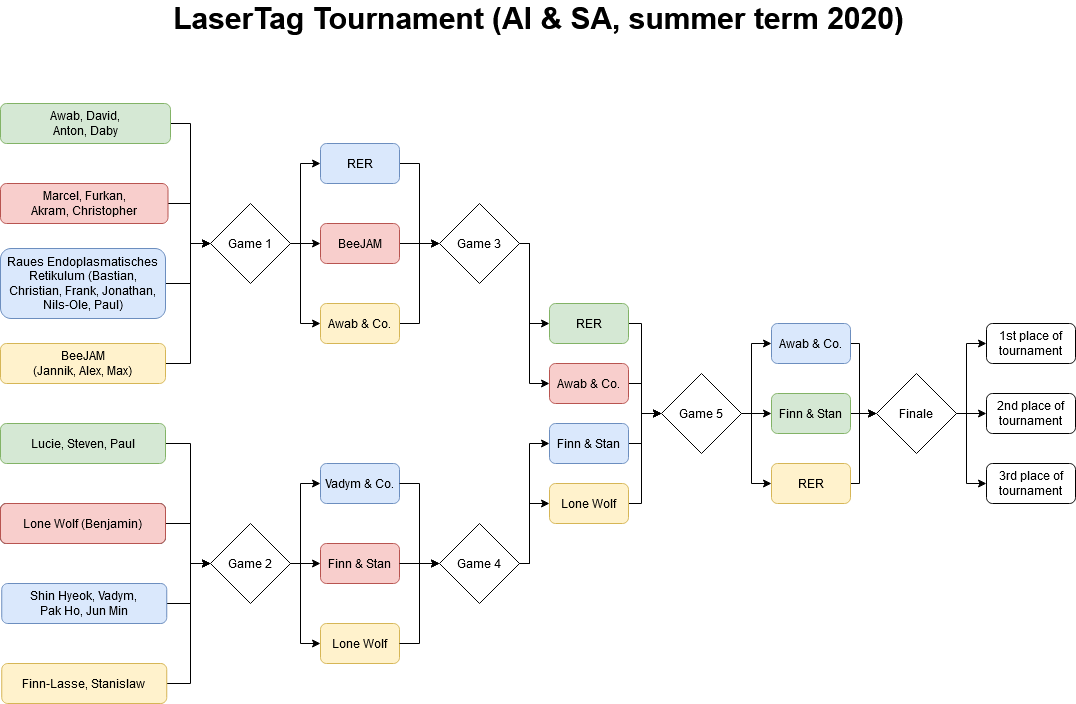 LaserTag Tournament (AI & SA, summer term 2020)
Awab, David,
Anton, Daby
Marcel, Furkan,
Akram, Christopher
Raues Endoplasmatisches
Retikulum (Bastian,
Christian, Frank, Jonathan,
Nils-Ole, Paul)
BeeJAM
(Jannik, Alex, Max)
Game 1
RER
BeeJAM
Awab & Co.
Game 3
Lucie, Steven, Paul
Lone Wolf (Benjamin)
Shin Hyeok, Vadym,
Pak Ho, Jun Min
Finn-Lasse, Stanislaw
Game 2
Vadym & Co.
Finn & Stan
Lone Wolf
Game 4
RER
Awab & Co.
Finn & Stan
Lone Wolf
Game 5
Awab & Co.
Finn & Stan
RER
Finale
1st place of
tournament
2nd place of
tournament
3rd place of
tournament